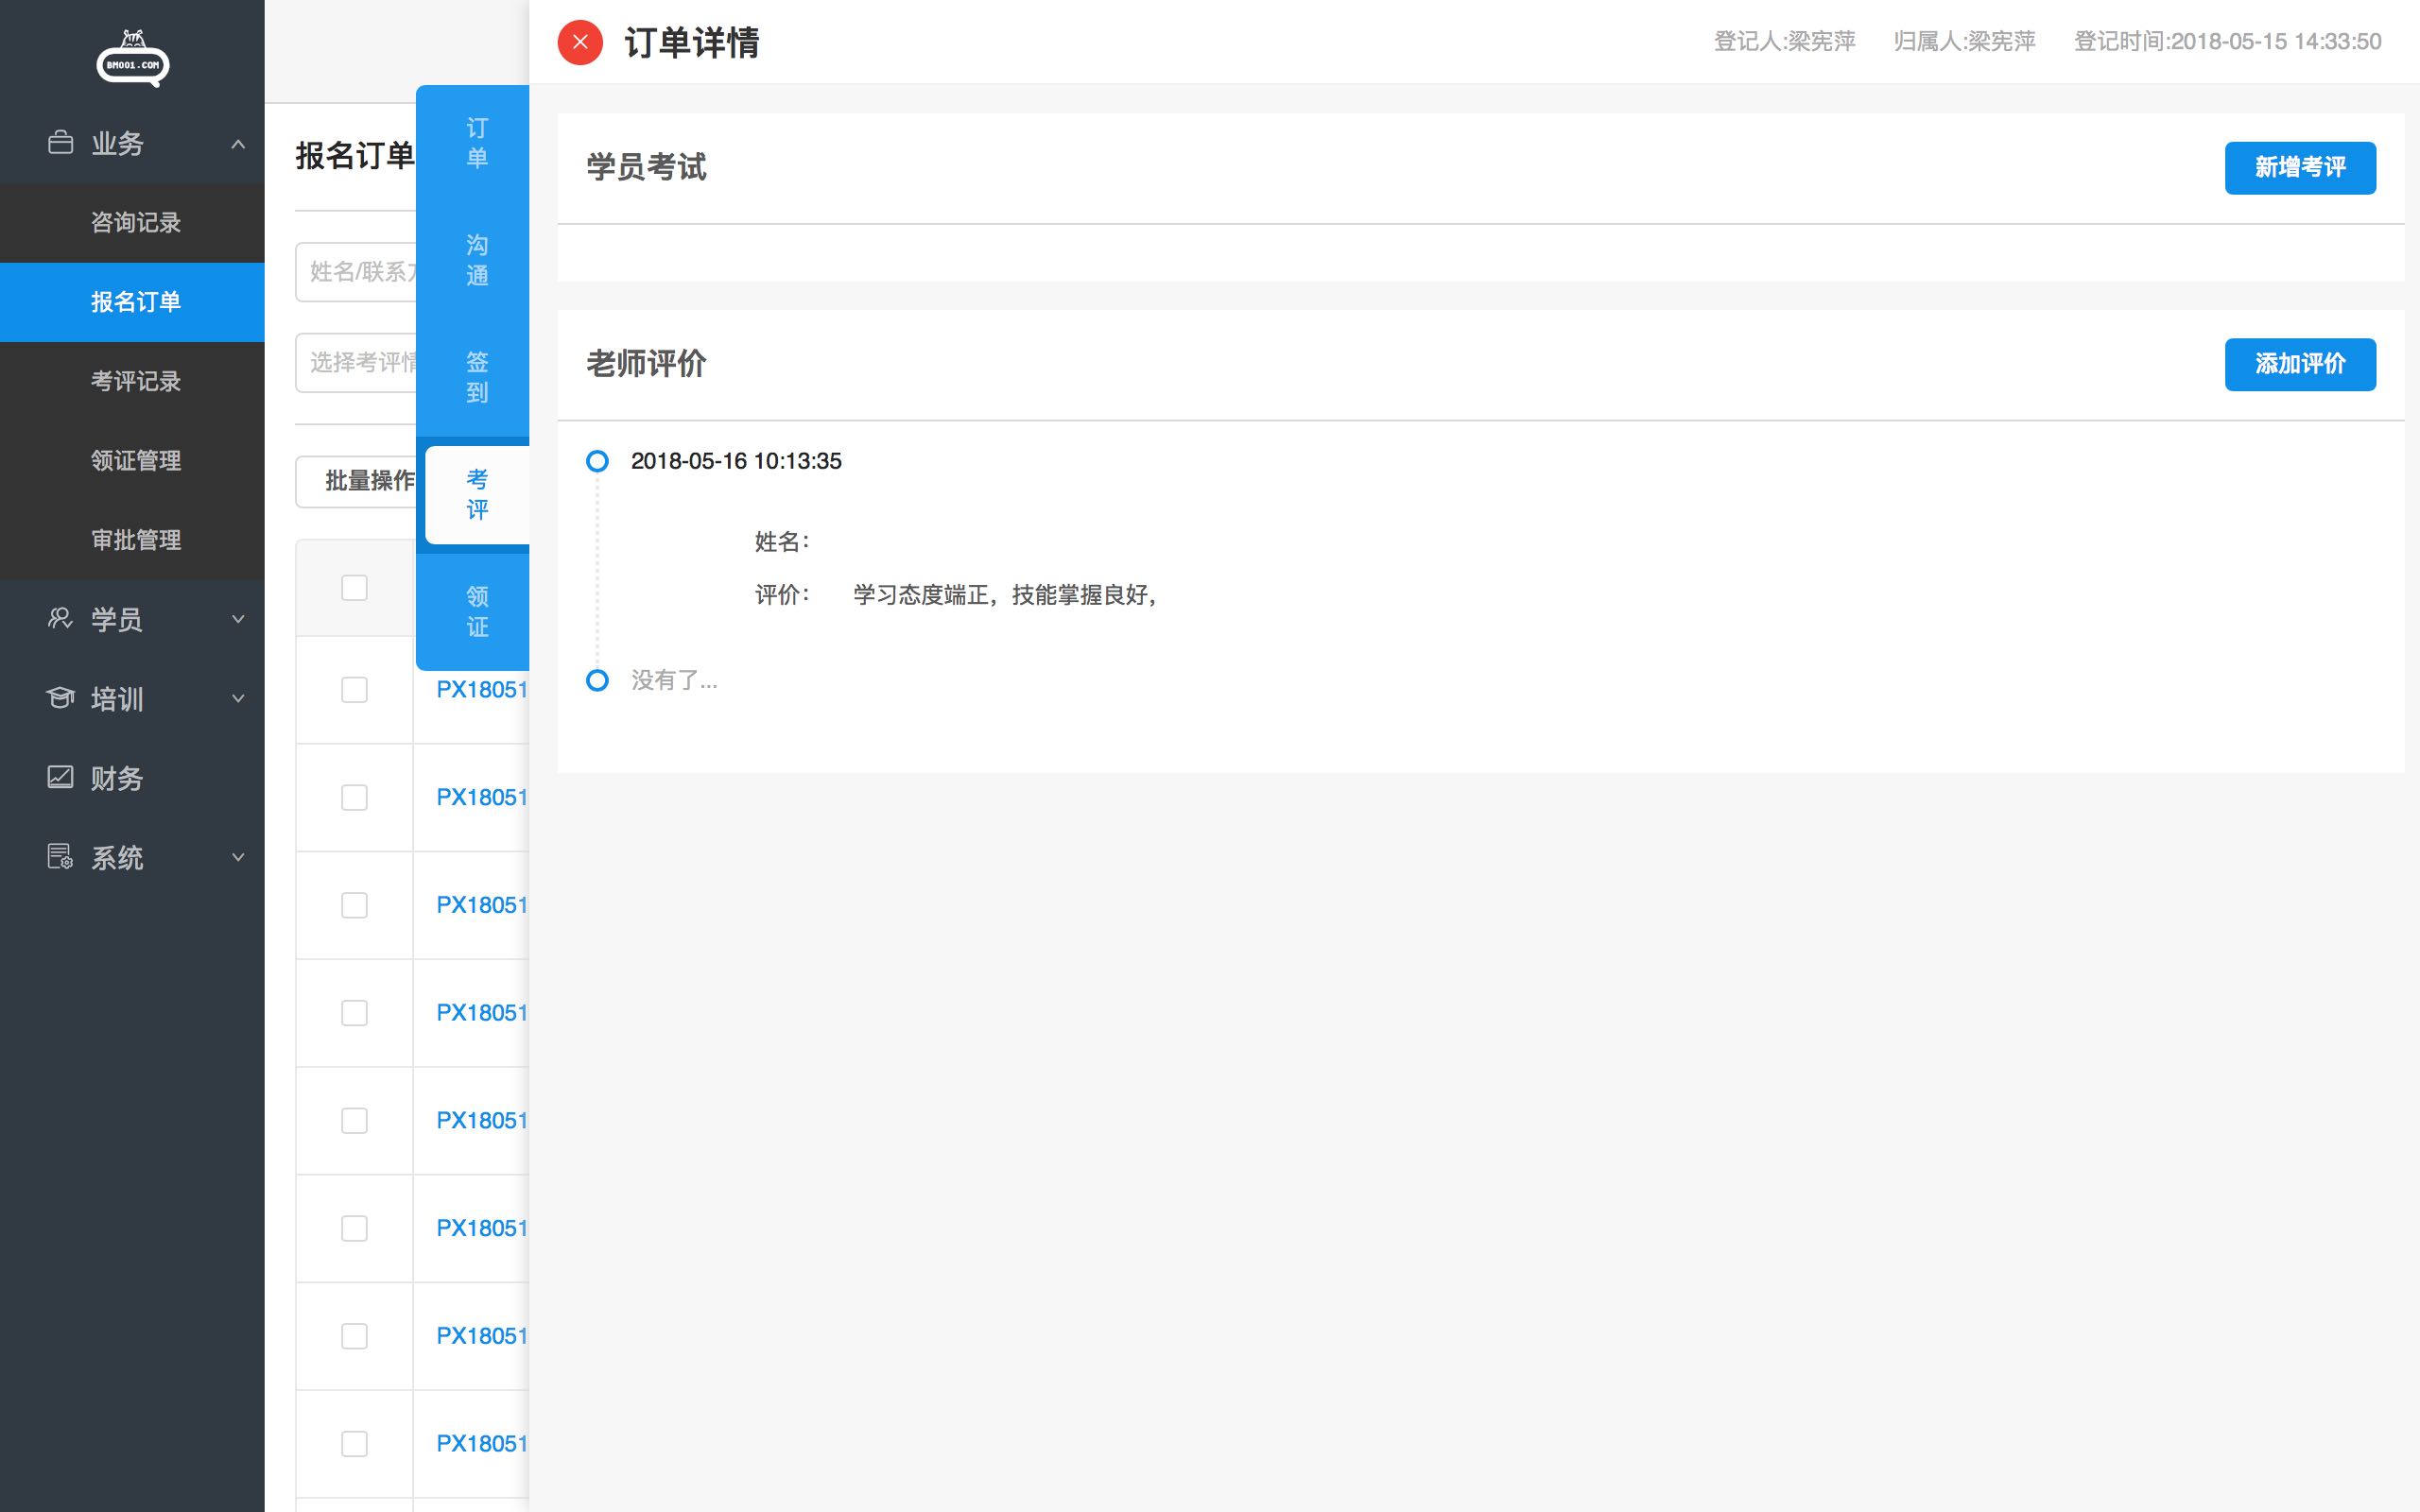 BM001.COM
业务
咨询记录
报名订单
考评记录
领证管理
审批管理
学员
培训
财务
系统
报名订单
姓名/联系
选择考评
批量操作
PX18051
PX18051
PX18051
PX18051
PX18051
PX18051
PX18051
PX18051
订单
沟通
签到
考评
领证
订单详情
登记人:梁宪萍 归属人:梁宪萍 登记时间:2018-05-15 14:33:50
学员考试
新增考评
老师评价
添加评价
2018-05-16 10:13:35
姓名：
评价： 学习态度端正，技能掌握良好，
没有了...